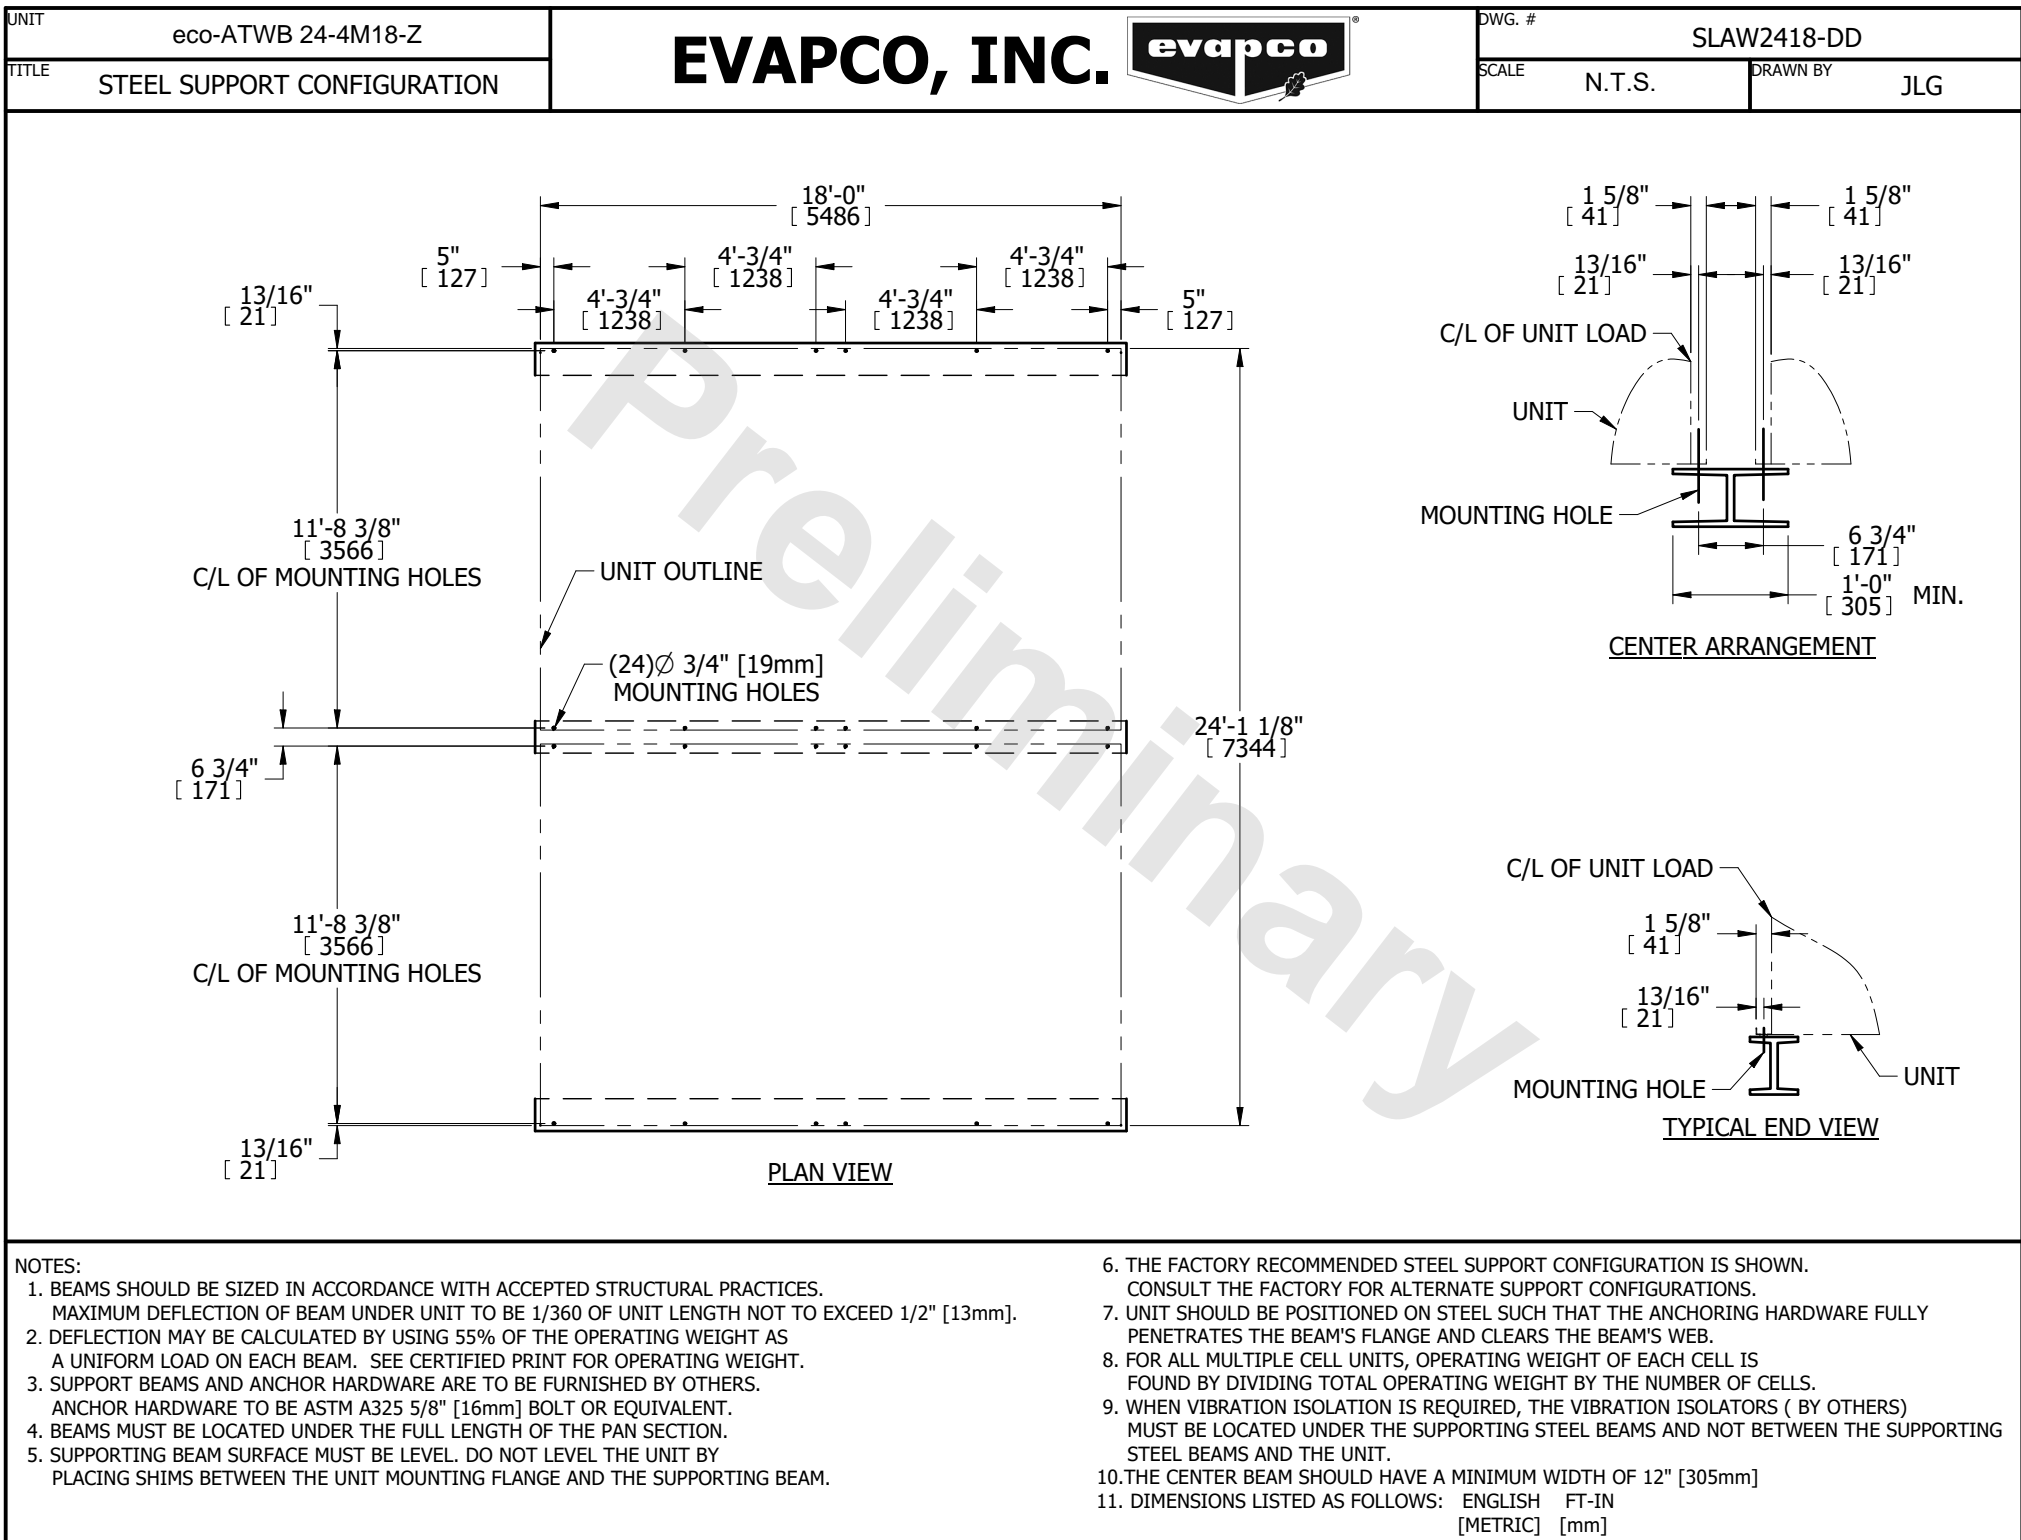 UNIT
eco-ATWB 24-4M18-Z
TITLE
STEEL SUPPORT CONFIGURATION
EVAPCO, INC.
evapco
®
DWG. #
SLAW2418-DD
SCALE
N.T.S.
DRAWN BY
JLG
18'-0"
[ 5486 ]
5"
[ 127 ]
4'-3/4"
[ 1238 ]
4'-3/4"
[ 1238 ]
13/16"
[ 21 ]
4'-3/4"
[ 1238 ]
4'-3/4"
[ 1238 ]
5"
[ 127 ]
11'-8 3/8"
[ 3566 ]
C/L OF MOUNTING HOLES
UNIT OUTLINE
(24)Ø 3/4" [19mm]
MOUNTING HOLES
6 3/4"
[ 171 ]
24'-1 1/8"
[ 7344 ]
11'-8 3/8"
[ 3566 ]
C/L OF MOUNTING HOLES
13/16"
[ 21 ]
PLAN VIEW
Preliminary
1 5/8"
[ 41 ]
1 5/8"
[ 41 ]
13/16"
[ 21 ]
13/16"
[ 21 ]
C/L OF UNIT LOAD
UNIT
MOUNTING HOLE
6 3/4"
[ 171 ]
1'-0"
[ 305 ] MIN.
CENTER ARRANGEMENT
C/L OF UNIT LOAD
1 5/8"
[ 41 ]
13/16"
[ 21 ]
MOUNTING HOLE
UNIT
TYPICAL END VIEW
NOTES:
1. BEAMS SHOULD BE SIZED IN ACCORDANCE WITH ACCEPTED STRUCTURAL PRACTICES.
MAXIMUM DEFLECTION OF BEAM UNDER UNIT TO BE 1/360 OF UNIT LENGTH NOT TO EXCEED 1/2" [13mm].
2. DEFLECTION MAY BE CALCULATED BY USING 55% OF THE OPERATING WEIGHT AS
A UNIFORM LOAD ON EACH BEAM. SEE CERTIFIED PRINT FOR OPERATING WEIGHT.
3. SUPPORT BEAMS AND ANCHOR HARDWARE ARE TO BE FURNISHED BY OTHERS.
ANCHOR HARDWARE TO BE ASTM A325 5/8" [16mm] BOLT OR EQUIVALENT.
4. BEAMS MUST BE LOCATED UNDER THE FULL LENGTH OF THE PAN SECTION.
5. SUPPORTING BEAM SURFACE MUST BE LEVEL. DO NOT LEVEL THE UNIT BY
PLACING SHIMS BETWEEN THE UNIT MOUNTING FLANGE AND THE SUPPORTING BEAM.
6. THE FACTORY RECOMMENDED STEEL SUPPORT CONFIGURATION IS SHOWN.
CONSULT THE FACTORY FOR ALTERNATE SUPPORT CONFIGURATIONS.
7. UNIT SHOULD BE POSITIONED ON STEEL SUCH THAT THE ANCHORING HARDWARE FULLY
PENETRATES THE BEAM'S FLANGE AND CLEARS THE BEAM'S WEB.
8. FOR ALL MULTIPLE CELL UNITS, OPERATING WEIGHT OF EACH CELL IS
FOUND BY DIVIDING TOTAL OPERATING WEIGHT BY THE NUMBER OF CELLS.
9. WHEN VIBRATION ISOLATION IS REQUIRED, THE VIBRATION ISOLATORS ( BY OTHERS)
MUST BE LOCATED UNDER THE SUPPORTING STEEL BEAMS AND NOT BETWEEN THE SUPPORTING
STEEL BEAMS AND THE UNIT.
10.THE CENTER BEAM SHOULD HAVE A MINIMUM WIDTH OF 12" [305mm]
11. DIMENSIONS LISTED AS FOLLOWS: ENGLISH FT-IN
[METRIC] [mm]